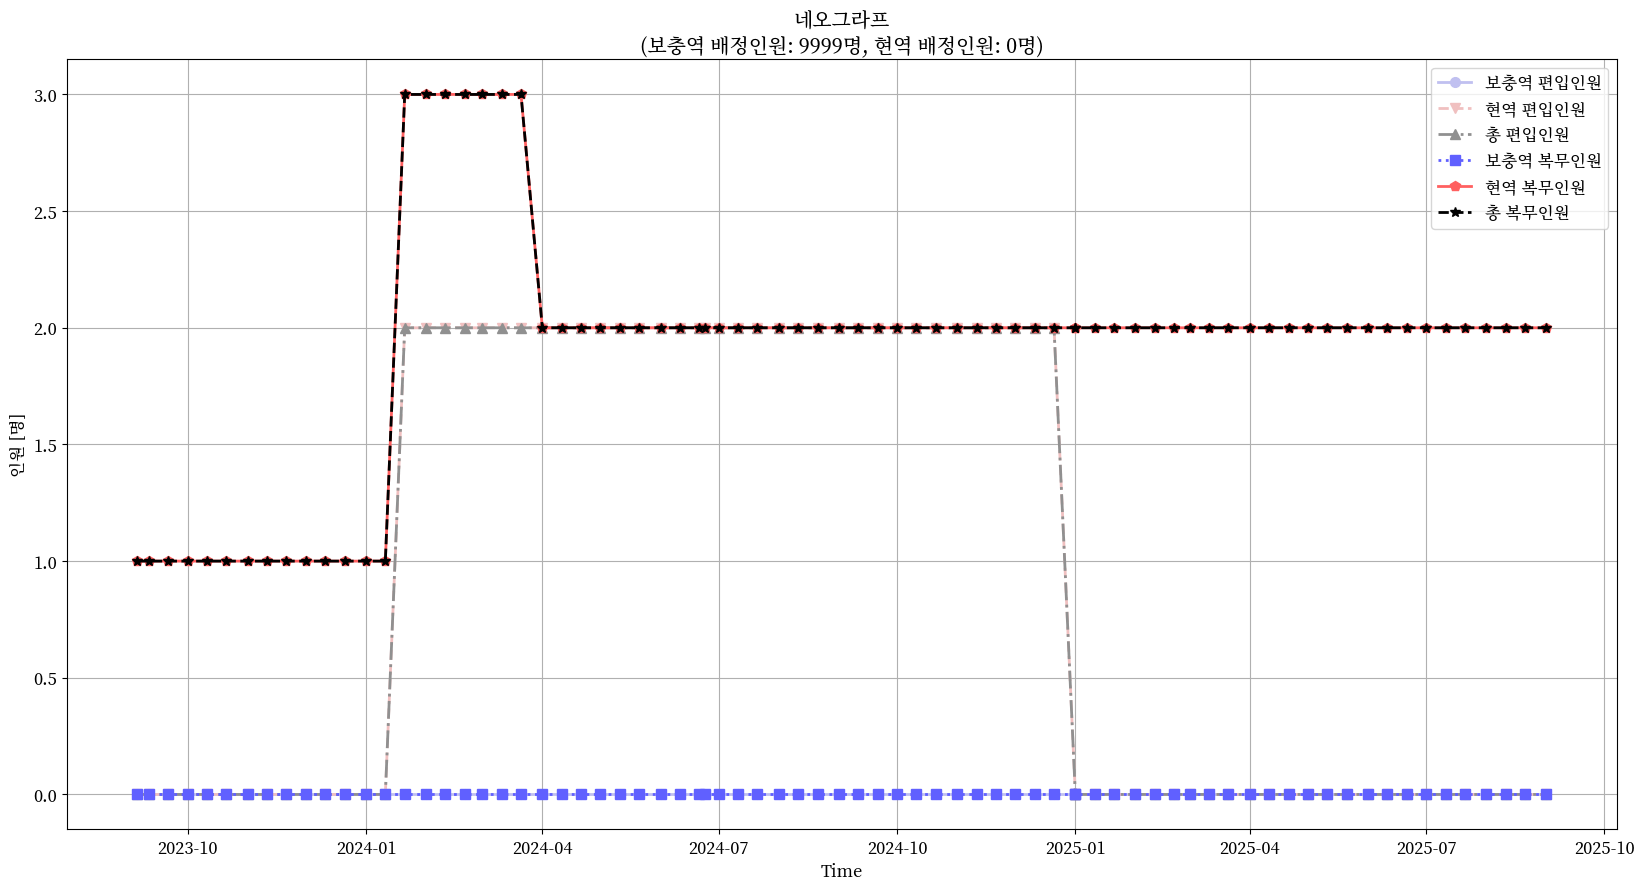 네오그라프
(보충역 배정인원: 9999명, 현역 배정인원: 0명)
보충역 편입인원
현역 편입인원
총 편입인원
보충역 복무인원
현역 복무인원
총 복무인원
인원 [명]
3.0
2.5
2.0
1.5
1.0
0.5
0.0
2023-10
2024-01
2024-04
2024-07
2024-10
2025-01
2025-04
2025-07
2025-10
Time